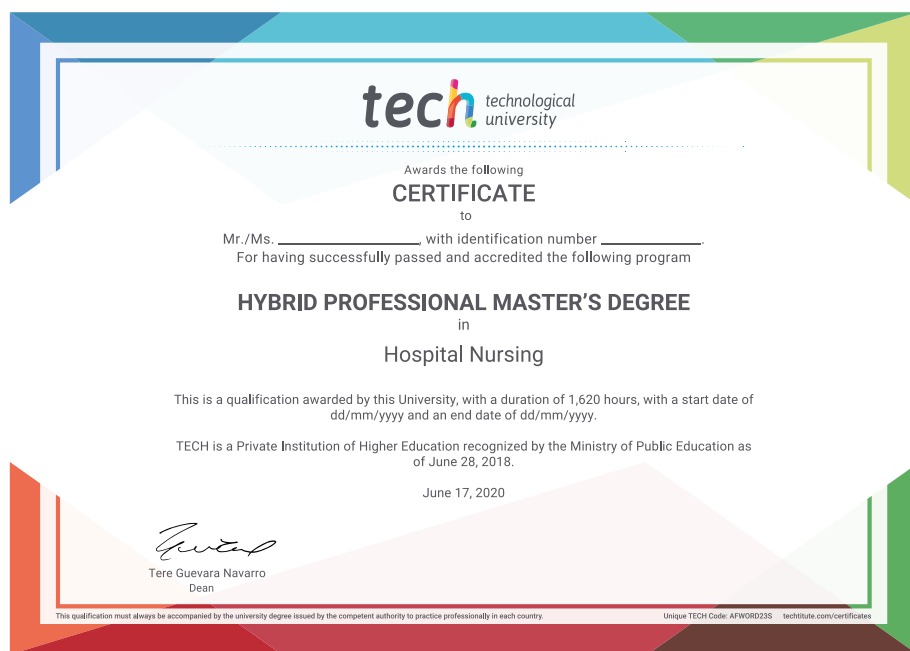 tech technological
university
Awards the following
CERTIFICATE
to
Mr./Ms. ____________________, with identification number ______________.
For having successfully passed and accredited the following program
HYBRID PROFESSIONAL MASTER'S DEGREE
in
Hospital Nursing
This is a qualification awarded by this University, with a duration of 1,620 hours, with a start date of
dd/mm/yyyy and an end date of dd/mm/yyyy.
TECH is a Private Institution of Higher Education recognized by the Ministry of Public Education as
of June 28, 2018.
June 17, 2020
Tere Guevara Navarro
Dean
This qualification must always be accompanied by the university degree issued by the competent authority to practice professionally in each country.
Unique TECH Code: AFWORD23S techtitute.com/certificates